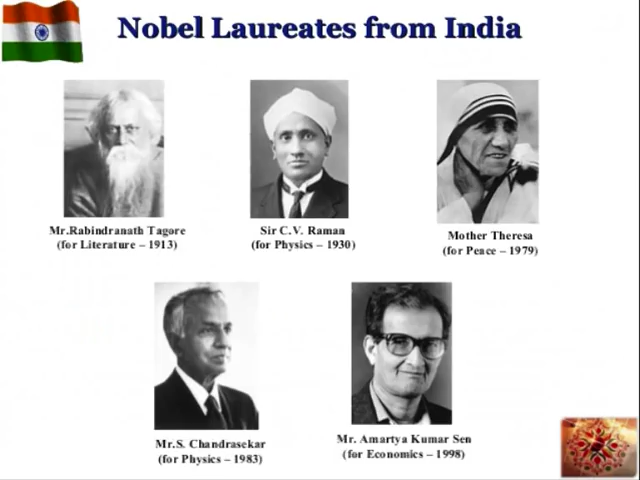 Nobel Laureates from India
Mr.Rabindranath Tagore
(for Literature – 1913)
Sir C.V. Raman
(for Physics – 1930)
Mother Theresa
(for Peace – 1979)
Mr.S. Chandrasekar
(for Physics – 1983)
Mr. Amartya Kumar Sen
(for Economics – 1998)